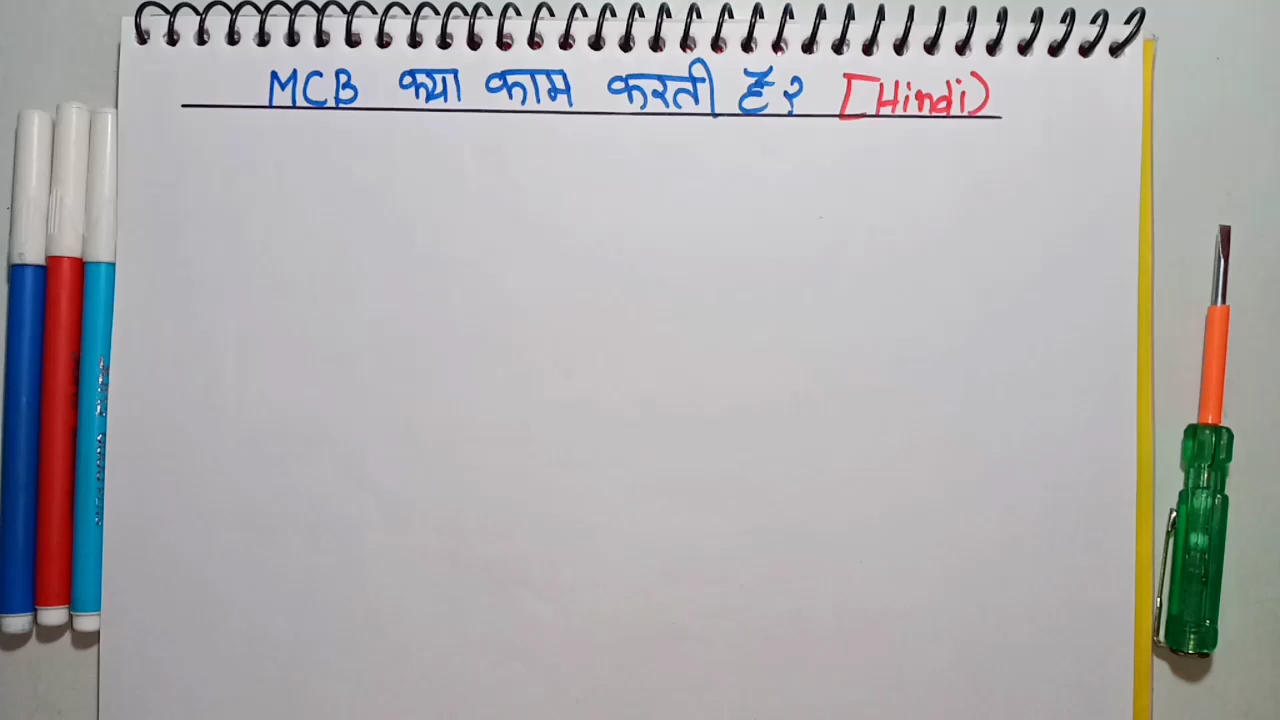 MCB क्या काम करती है? [Hindi)